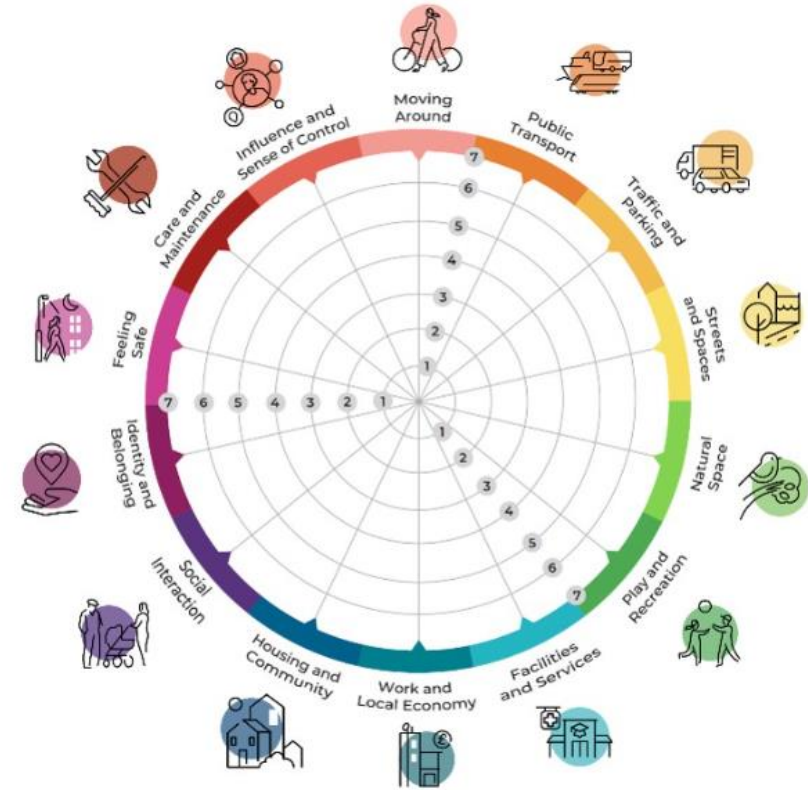 Moving
Around
Public
Transport
Traffic and
Parking
Streets
and Spaces
Natural
Space
Play and
Recreation
Facilities
and Services
Work and
Local Economy
Housing and
Community
Social
Interaction
Identity and
Belonging
Feeling
Safe
Care and
Maintenance
Influence and
Sense of Control
7
6
5
4
3
2
1
7 6 5 4 3 2 1
1
2
3
4
5
6
7
£